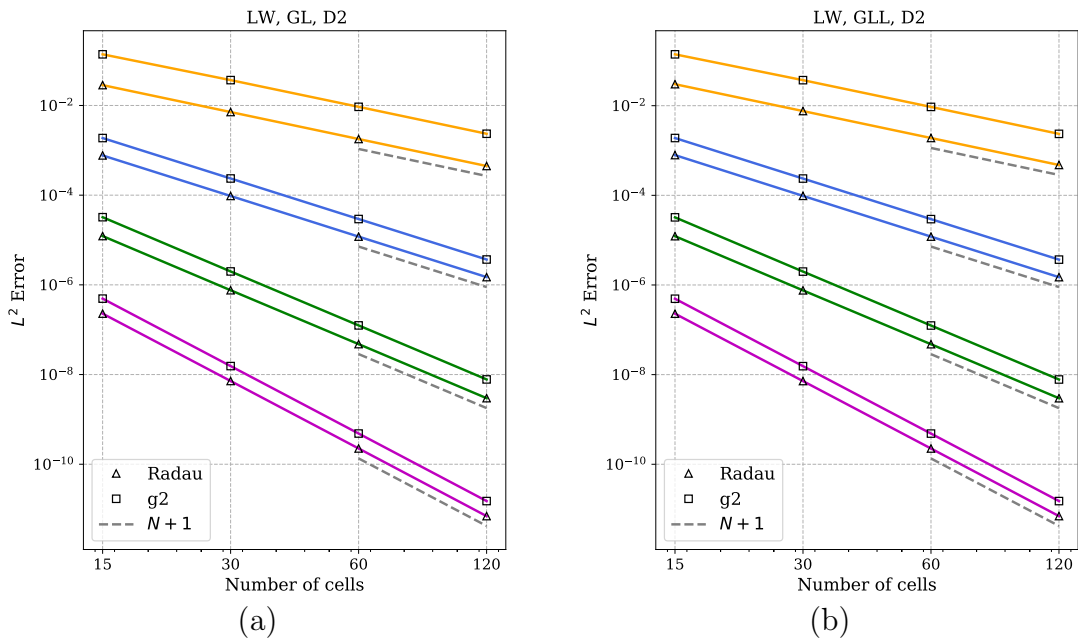 LW, GL, D2
10⁻²
10⁻⁴
10⁻⁶
10⁻⁸
10⁻¹⁰
L² Error
Radau
g2
N + 1
15
30
60
120
Number of cells
(a)
LW, GLL, D2
10⁻²
10⁻⁴
10⁻⁶
10⁻⁸
10⁻¹⁰
L² Error
Radau
g2
N + 1
15
30
60
120
Number of cells
(b)